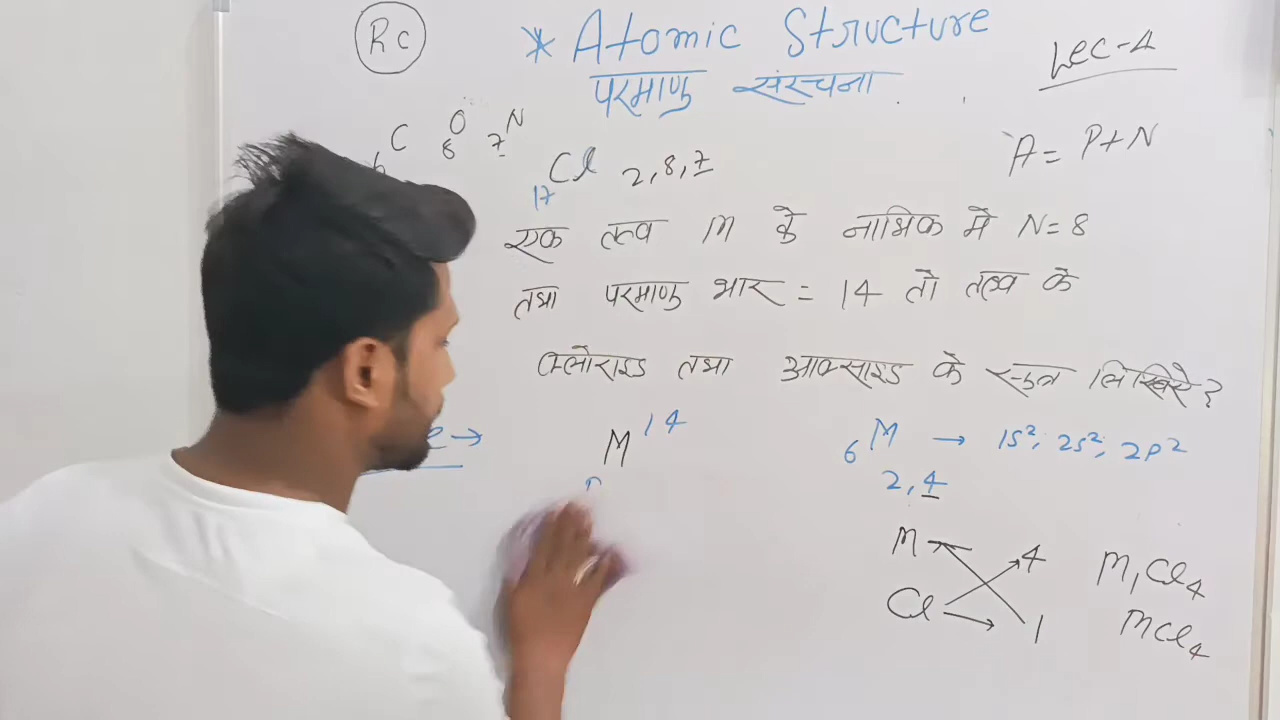 Rc
* Atomic Structure
परमाणु संरचना
Lec-4
6C 8O 7N
17Cl 2,8,7
A = P+N
एक तत्व M के नाभिक में N=8
तथा परमाणु भार = 14 तो तत्व के
क्लोराइड तथा आक्साइड के सूत्र लिखिये?
M14
6M → 1s2, 2s2, 2p2
2,4
M 4
Cl 1
M1Cl4
MCl4